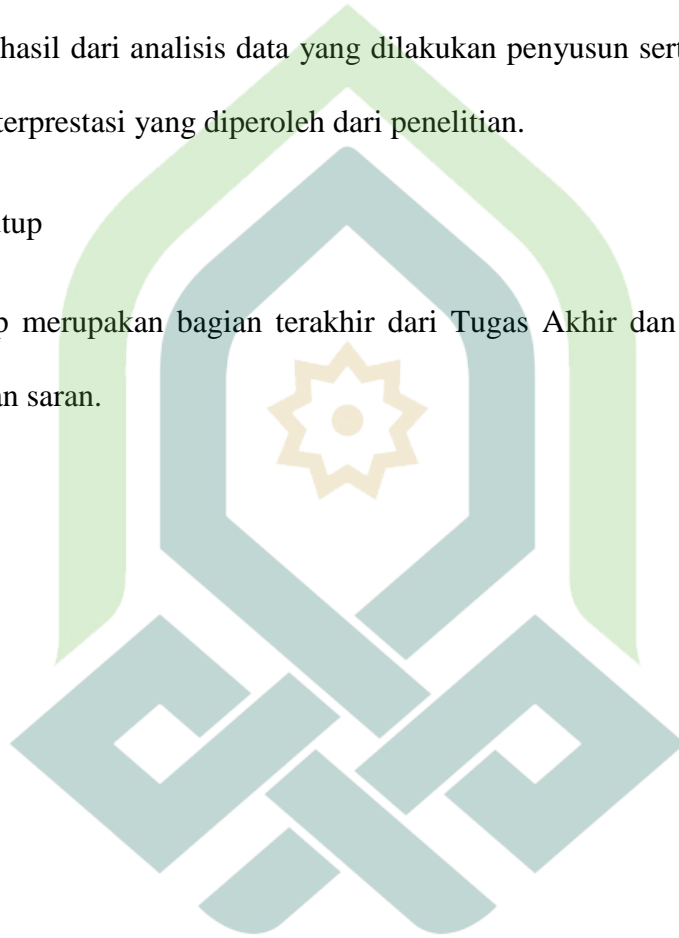 hasil dari analisis data yang dilakukan penyusun sert
terprestasi yang diperoleh dari penelitian.
utup
p merupakan bagian terakhir dari Tugas Akhir dan
an saran.